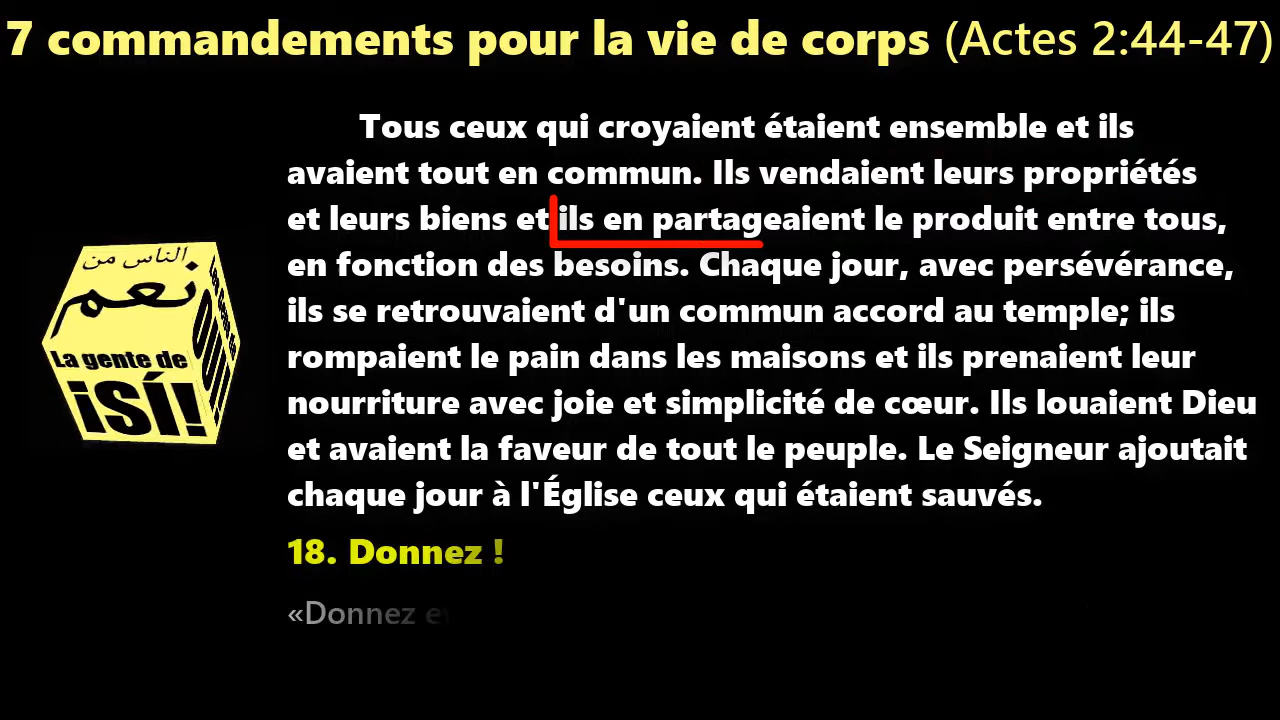 7 commandements pour la vie de corps (Actes 2:44-47)
Tous ceux qui croyaient étaient ensemble et ils
avaient tout en commun. Ils vendaient leurs propriétés
et leurs biens et ils en partageaient le produit entre tous,
en fonction des besoins. Chaque jour, avec persévérance,
ils se retrouvaient d'un commun accord au temple; ils
rompaient le pain dans les maisons et ils prenaient leur
nourriture avec joie et simplicité de cœur. Ils louaient Dieu
et avaient la faveur de tout le peuple. Le Seigneur ajoutait
chaque jour à l'Église ceux qui étaient sauvés.
18. Donnez !
«Donnez
الناس من
نعم
La gente de
¡SÍ!